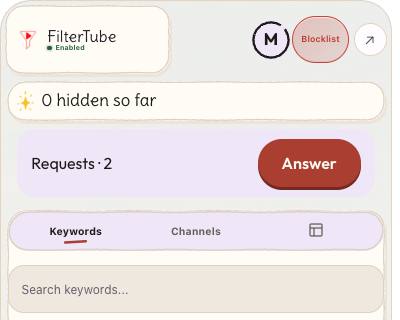 FilterTube
Enabled
M
Blocklist
0 hidden so far
Requests · 2
Answer
Keywords
Channels
Search keywords...